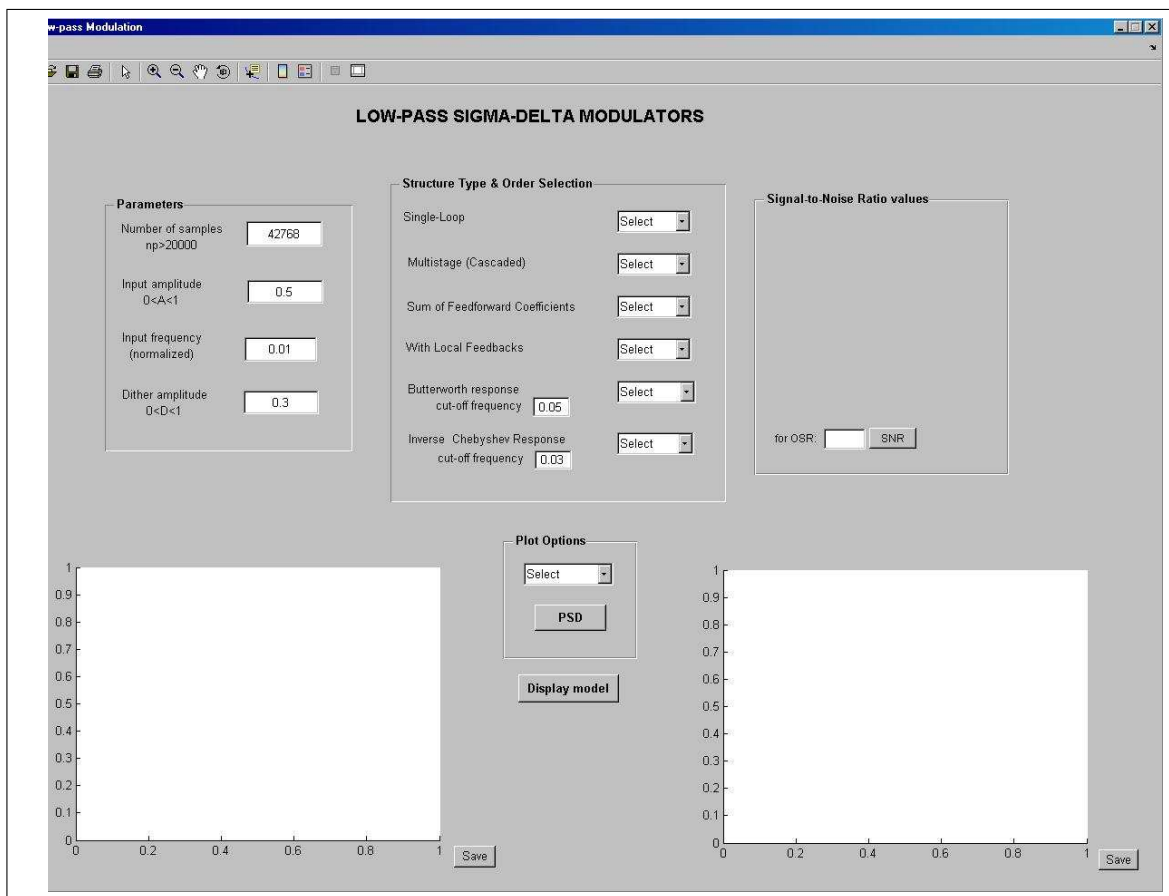 w-pass Modulation
LOW-PASS SIGMA-DELTA MODULATORS
Parameters
Number of samples
np>20000
42768
Input amplitude
0<A<1
0.5
Input frequency
(normalized)
0.01
Dither amplitude
0<D<1
0.3
Structure Type & Order Selection
Single-Loop
Select
Multistage (Cascaded)
Select
Sum of Feedforward Coefficients
Select
With Local Feedbacks
Select
Butterworth response
cut-off frequency 0.05
Select
Inverse Chebyshev Response
cut-off frequency 0.03
Select
Signal-to-Noise Ratio values
for OSR: SNR
Plot Options
Select
PSD
Display model
1
0.9
0.8
0.7
0.6
0.5
0.4
0.3
0.2
0.1
0
0 0.2 0.4 0.6 0.8 1
Save
1
0.9
0.8
0.7
0.6
0.5
0.4
0.3
0.2
0.1
0
0 0.2 0.4 0.6 0.8 1
Save